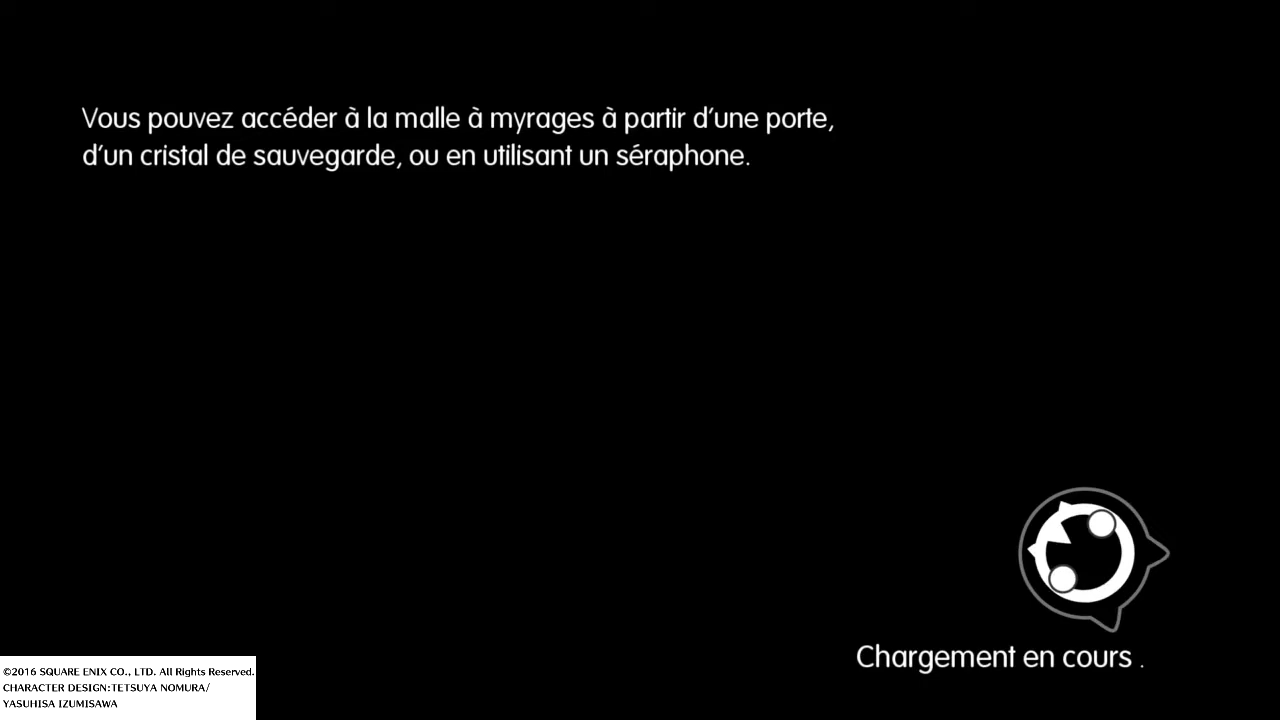 Vous pouvez accéder à la malle à myrages à partir d'une porte,
d'un cristal de sauvegarde, ou en utilisant un séraphone.
Chargement en cours .
©2016 SQUARE ENIX CO., LTD. All Rights Reserved.
CHARACTER DESIGN:TETSUYA NOMURA/
YASUHISA IZUMISAWA